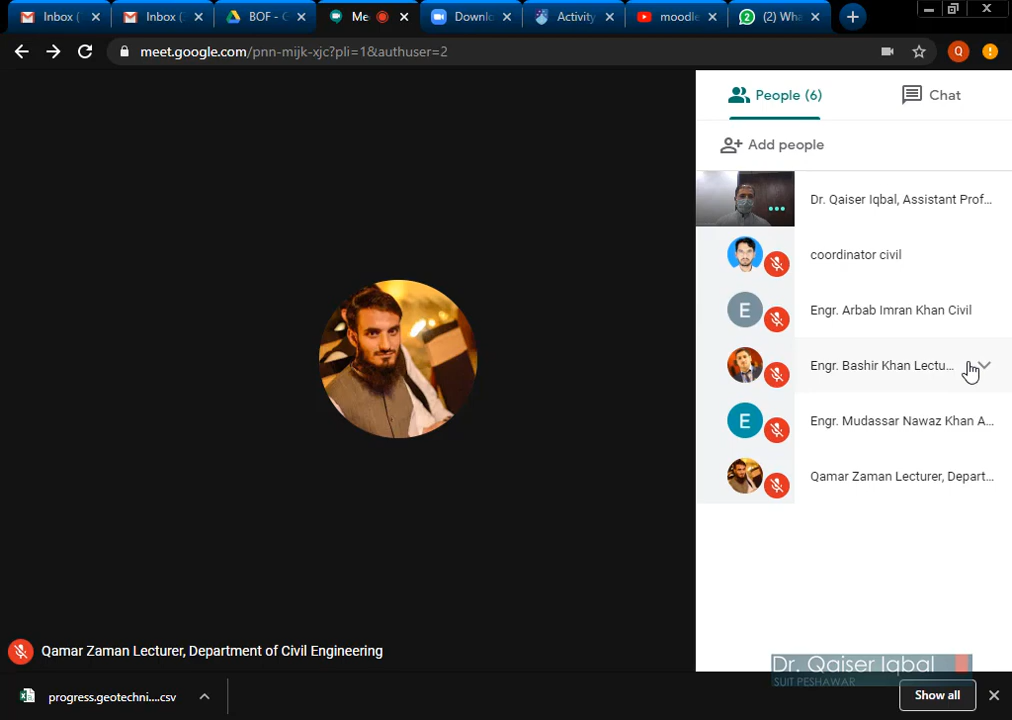 Inbox (
Inbox (
BOF - G
Me
Downlo
Activity
moodle
(2) Wha
meet.google.com/pnn-mijk-xjc?pli=1&authuser=2
Q
People (6)
Chat
Add people
Dr. Qaiser Iqbal, Assistant Prof...
coordinator civil
E
Engr. Arbab Imran Khan Civil
Engr. Bashir Khan Lectu...
E
Engr. Mudassar Nawaz Khan A...
Qamar Zaman Lecturer, Depart...
Qamar Zaman Lecturer, Department of Civil Engineering
Dr. Qaiser Iqbal
SUIT PESHAWAR
progress.geotechni....csv
Show all